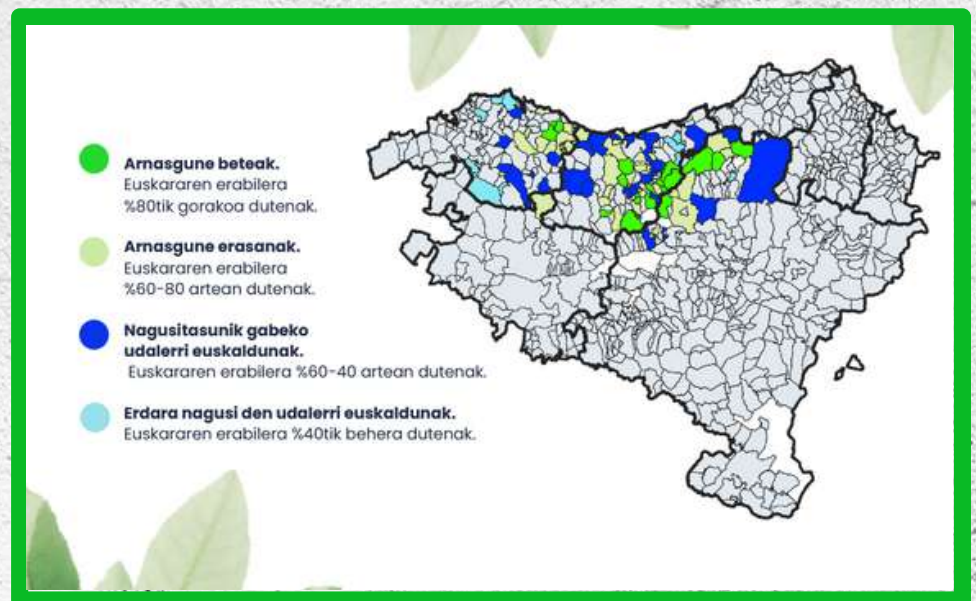 Arnasgune beteak.
Euskararen erabilera
%80tik gorakoa dutenak.
Arnasgune erasanak.
Euskararen erabilera
%60-80 artean dutenak.
Nagusitasunik gabeko
udalerri euskaldunak.
Euskararen erabilera %60-40 artean dutenak.
Erdara nagusi den udalerri euskaldunak.
Euskararen erabilera %40tik behera dutenak.